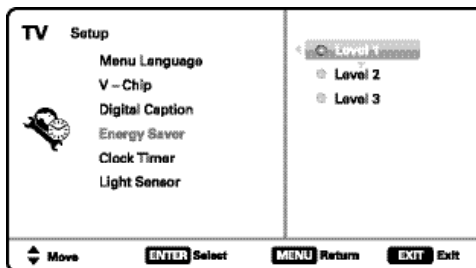 TV Setup
Menu Language
V - Chip
Digital Caption
Energy Saver
Clock Timer
Light Sensor
Level 1
Level 2
Level 3
Move ENTER Select MENU Return EXIT Exit